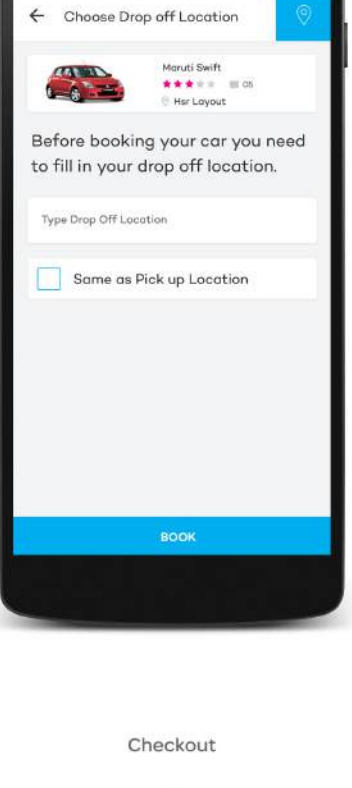 Choose Drop off Location
Maruti Swift
05
Hsr Layout
Before booking your car you need
to fill in your drop off location.
Type Drop Off Location
Same as Pick up Location
BOOK
Checkout